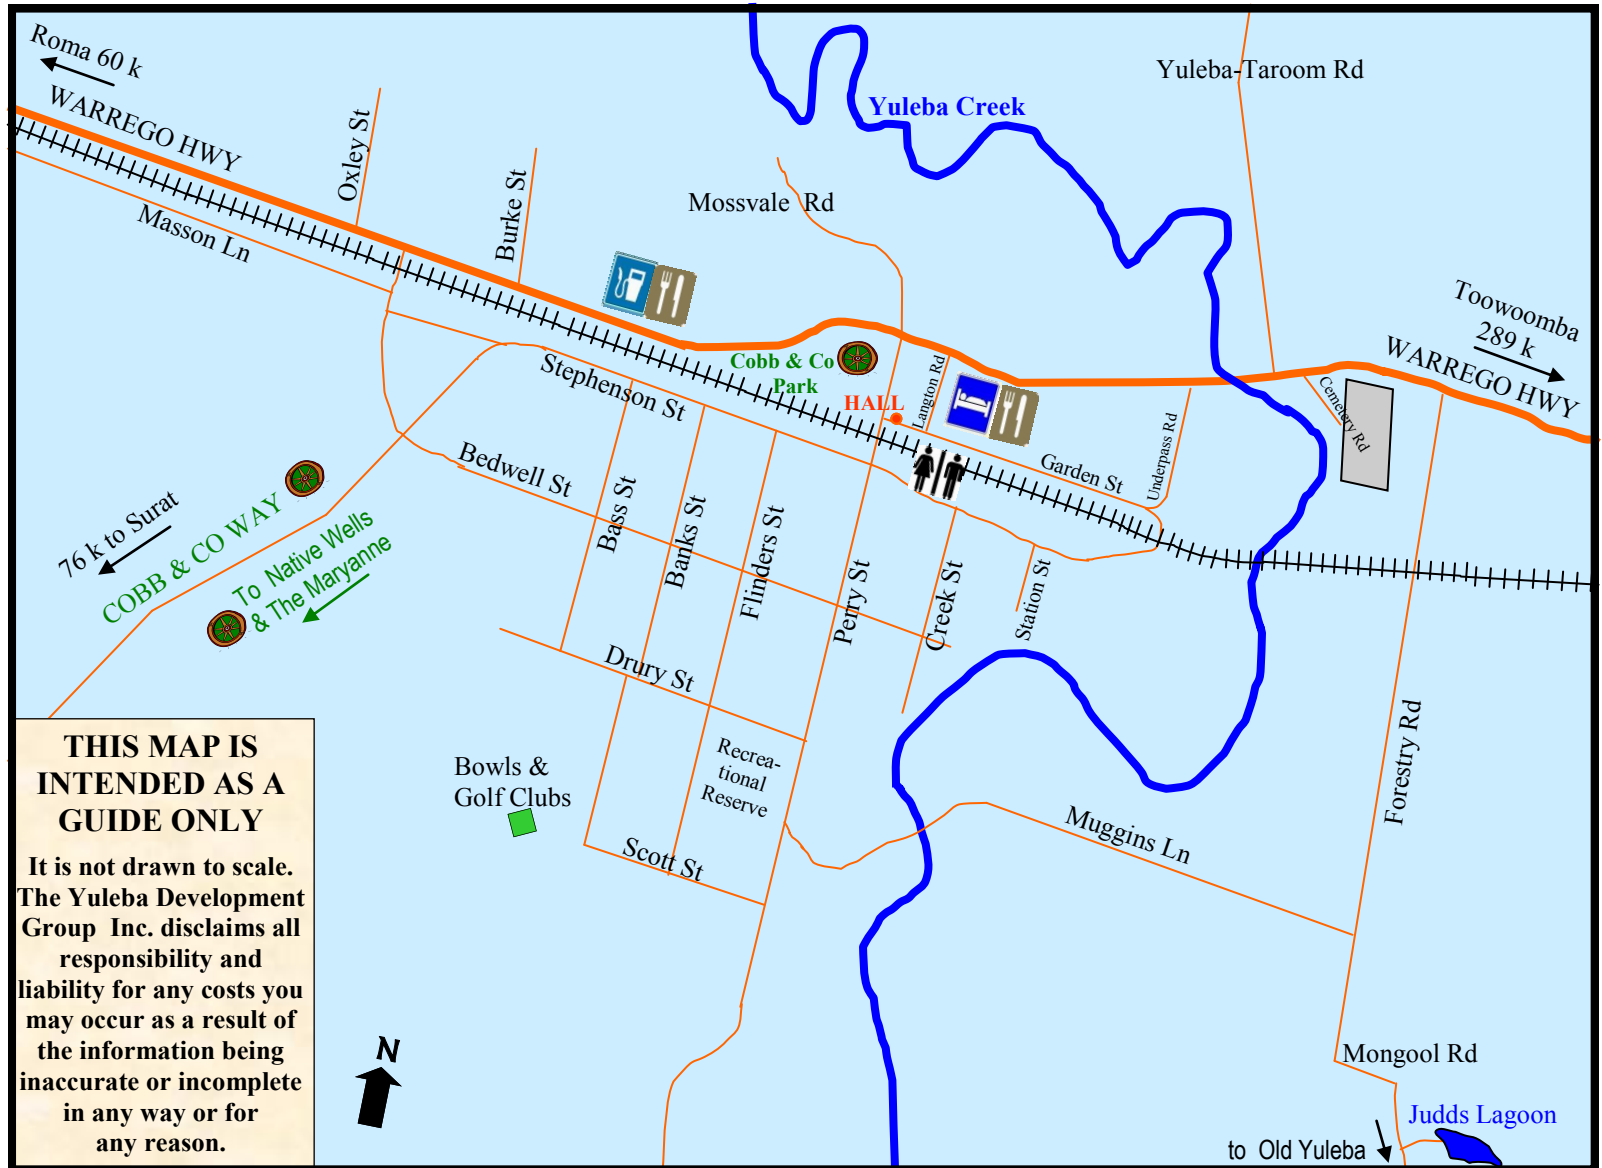 Roma 60 k
WARREGO HWY
Masson Ln
Oxley St
Burke St
Mossvale Rd
Yuleba Creek
Yuleba-Taroom Rd
Toowoomba
289 k
WARREGO HWY
Cobb & Co
Park
HALL
Langton Rd
Garden St
Underpass Rd
Cemetery Rd
Stephenson St
Bedwell St
Bass St
Banks St
Flinders St
Perry St
Creek St
Station St
76 k to Surat
COBB & CO WAY
To Native Wells
& The Maryanne
Drury St
Recrea-
tional
Reserve
Bowls &
Golf Clubs
Scott St
Muggins Ln
Forestry Rd
Mongool Rd
Judds Lagoon
to Old Yuleba
N
THIS MAP IS
INTENDED AS A
GUIDE ONLY
It is not drawn to scale.
The Yuleba Development
Group Inc. disclaims all
responsibility and
liability for any costs you
may occur as a result of
the information being
inaccurate or incomplete
in any way or for
any reason.